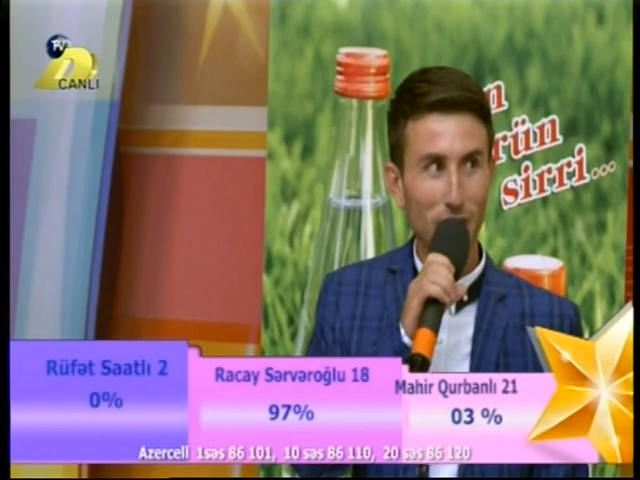 TV
CANLI
rün
sirri...
Rüfət Saatlı 2
0%
Racay Sərvəroğlu 18
97%
Mahir Qurbanlı 21
03 %
Azercell 1səs 86 101, 10 səs 86 110, 20 səs 86 120